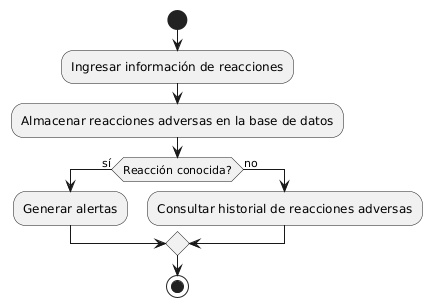 Ingresar información de reacciones
Almacenar reacciones adversas en la base de datos
sí
Reacción conocida?
no
Generar alertas
Consultar historial de reacciones adversas